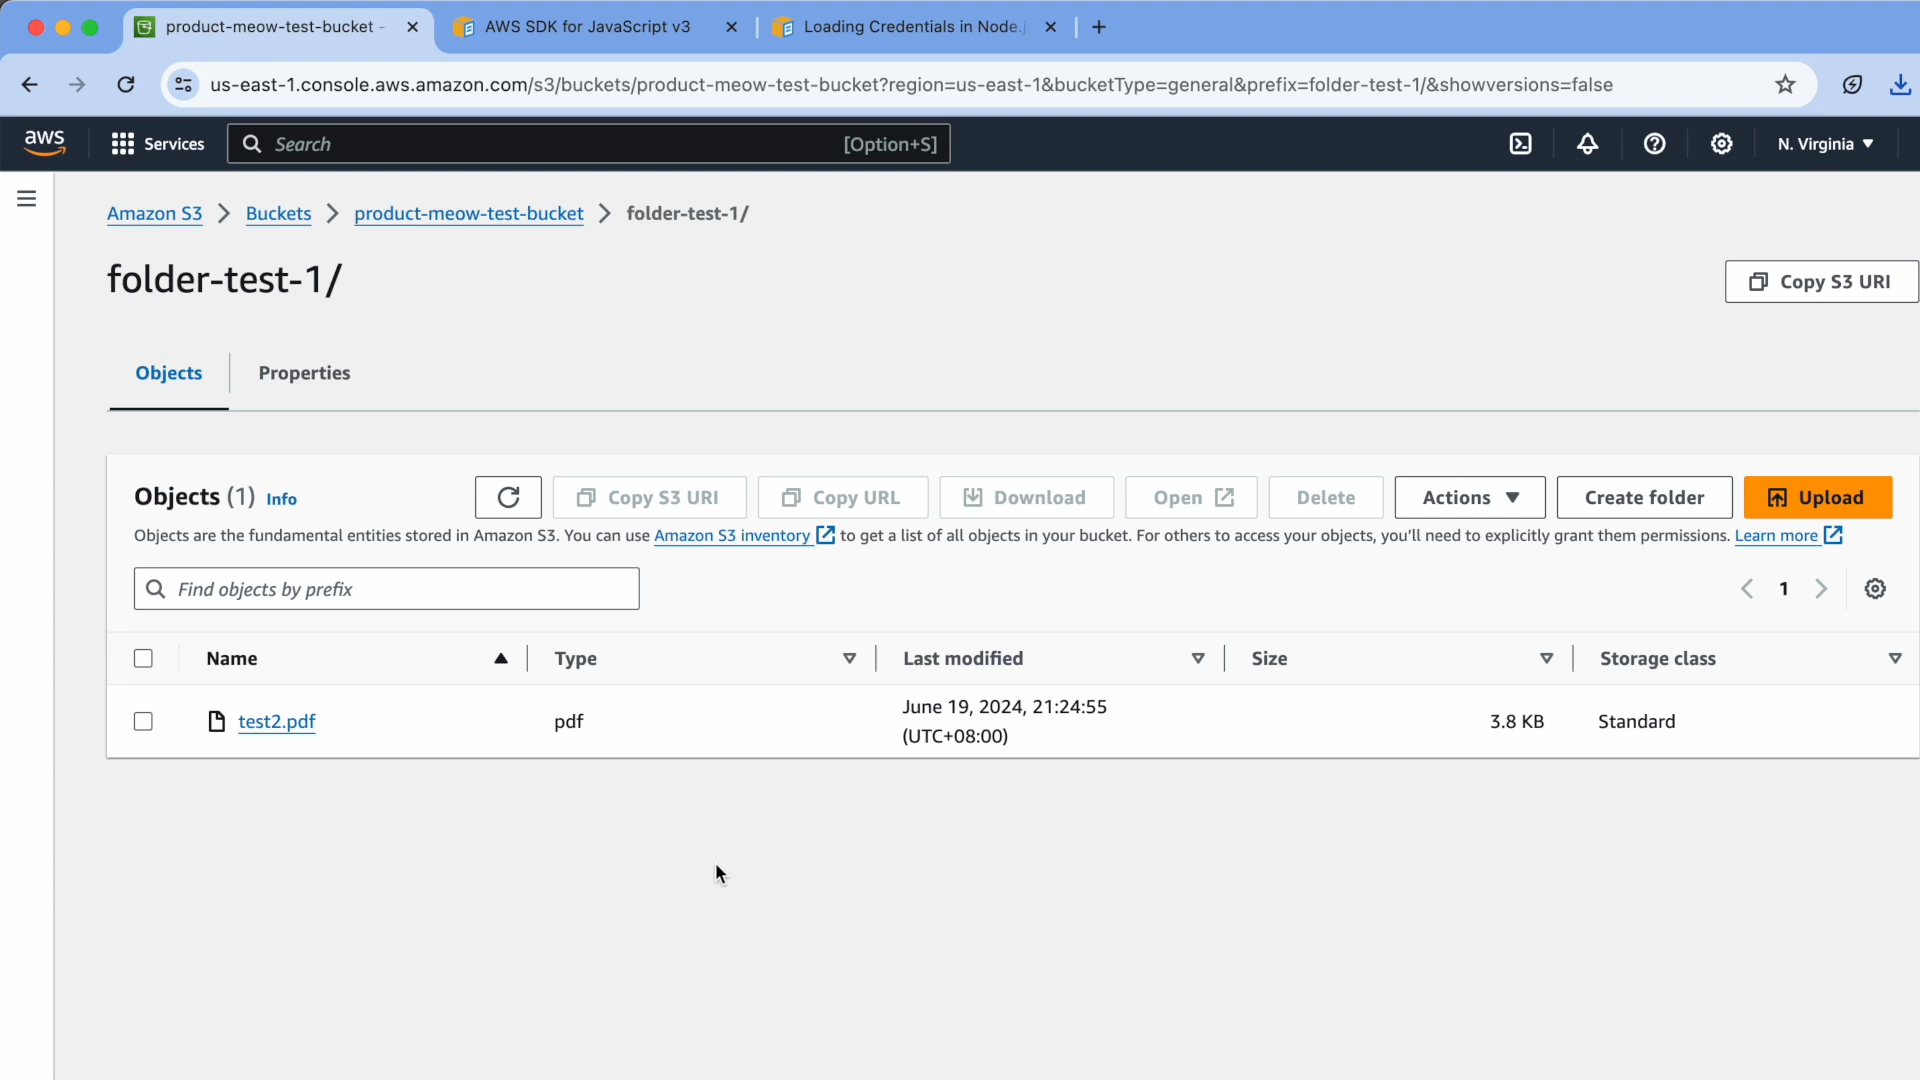 product-meow-test-bucket -
AWS SDK for JavaScript v3
Loading Credentials in Node.j
us-east-1.console.aws.amazon.com/s3/buckets/product-meow-test-bucket?region=us-east-1&bucketType=general&prefix=folder-test-1/&showversions=false
aws
Services
Search
[Option+S]
N. Virginia
Amazon S3
Buckets
product-meow-test-bucket
folder-test-1/
folder-test-1/
Copy S3 URI
Objects
Properties
Objects (1) Info
Copy S3 URI
Copy URL
Download
Open
Delete
Actions
Create folder
Upload
Objects are the fundamental entities stored in Amazon S3. You can use Amazon S3 inventory to get a list of all objects in your bucket. For others to access your objects, you'll need to explicitly grant them permissions. Learn more
Find objects by prefix
1
Name
Type
Last modified
Size
Storage class
test2.pdf
pdf
June 19, 2024, 21:24:55
(UTC+08:00)
3.8 KB
Standard